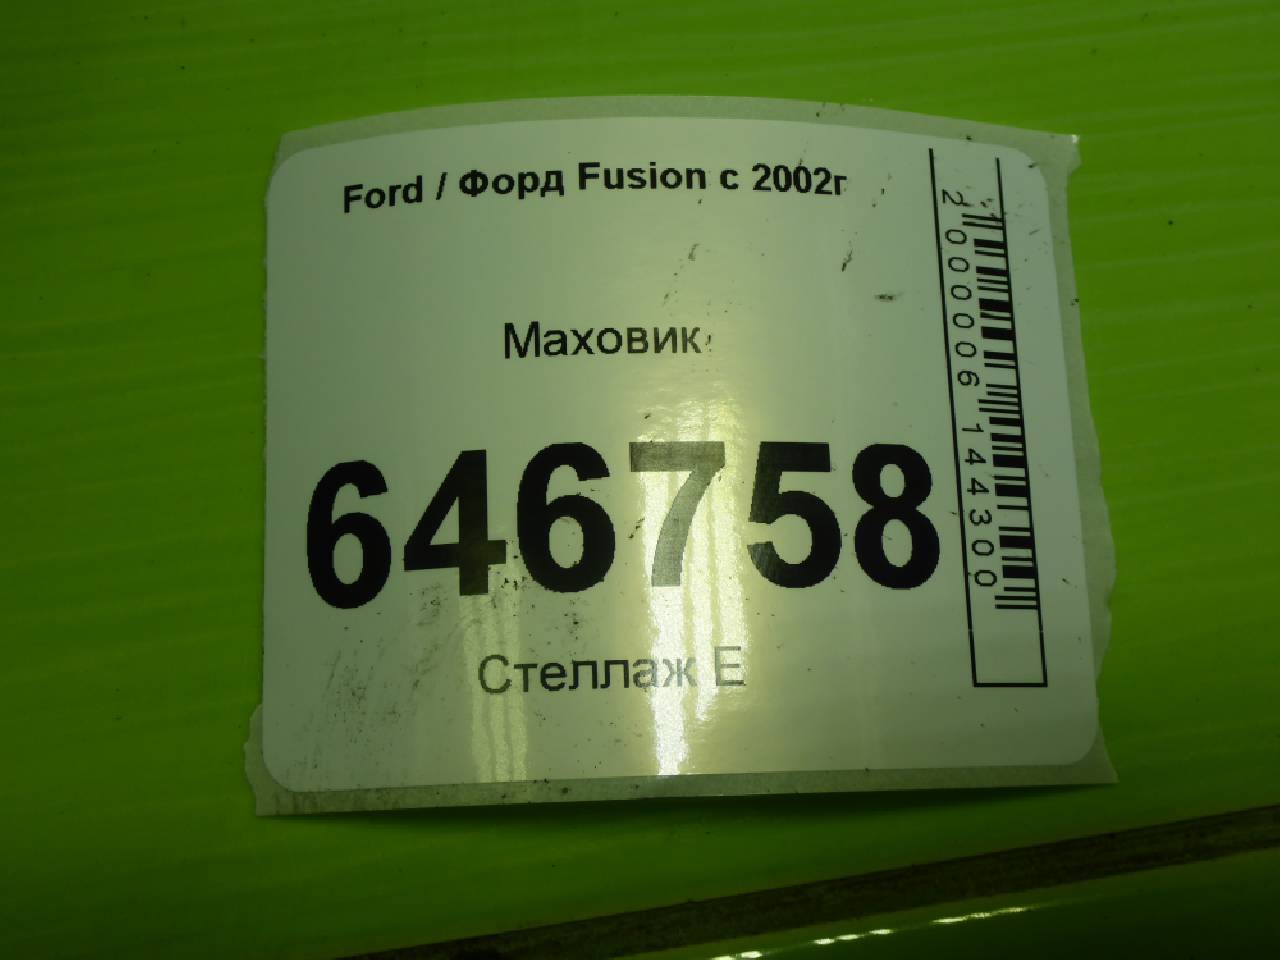 Ford / Форд Fusion с 2002г
Маховик
646758
Стеллаж Е
2000006144300